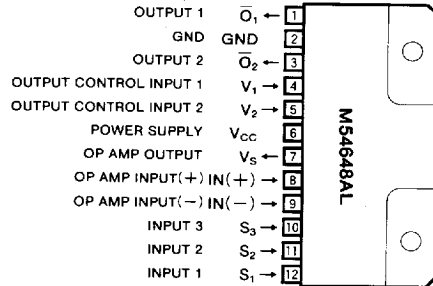 OUTPUT 1 O̅₁ ← 1
GND GND 2
OUTPUT 2 O̅₂ ← 3
OUTPUT CONTROL INPUT 1 V₁ → 4
OUTPUT CONTROL INPUT 2 V₂ → 5
POWER SUPPLY VCC 6
OP AMP OUTPUT VS ← 7
OP AMP INPUT(+) IN(+) → 8
OP AMP INPUT(−) IN(−) → 9
INPUT 3 S₃ → 10
INPUT 2 S₂ → 11
INPUT 1 S₁ → 12
M54648AL